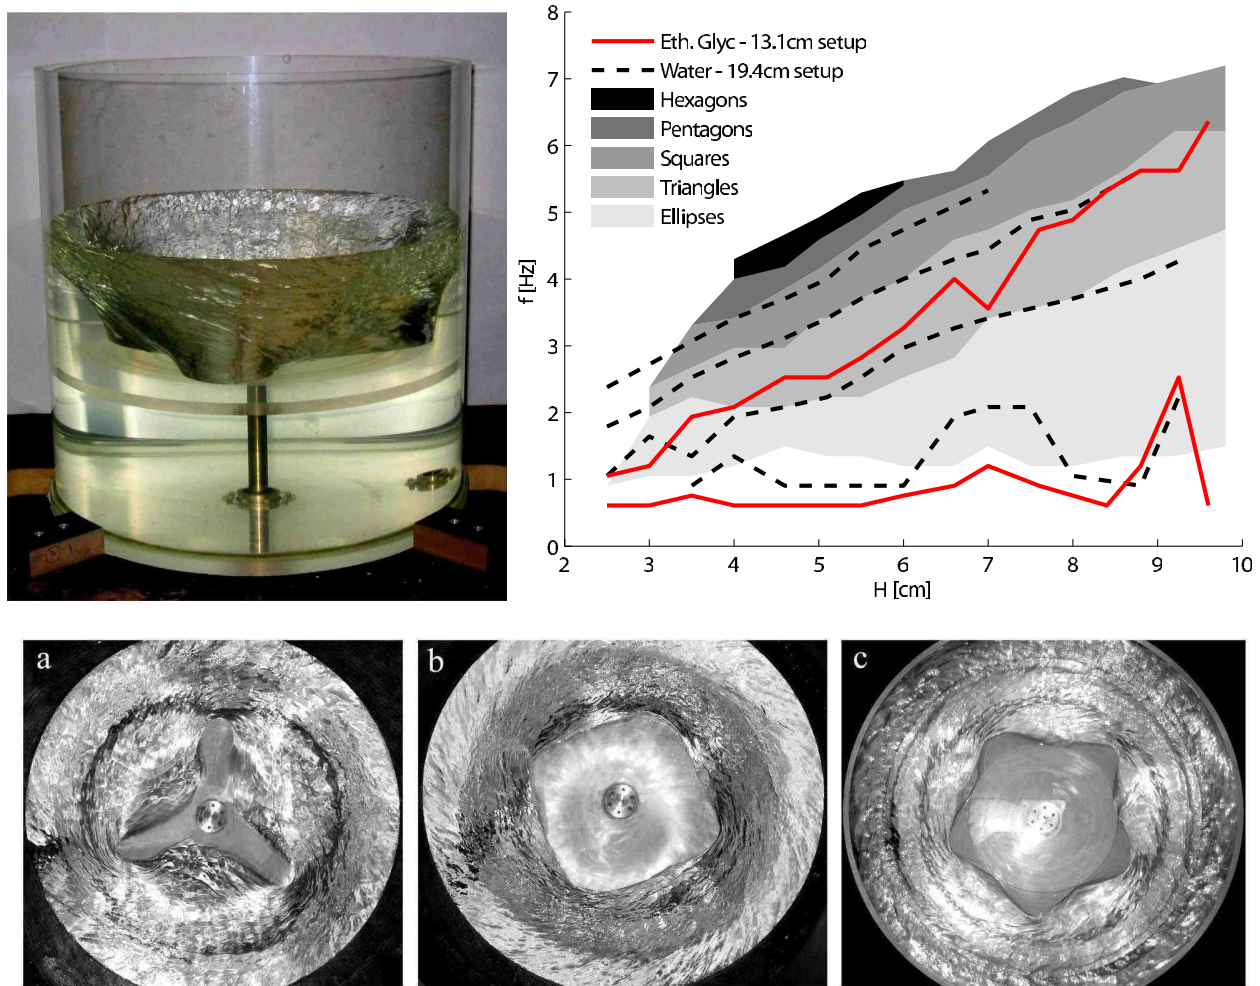 8
7
6
5
4
3
2
1
0
f [Hz]
Eth. Glyc - 13.1cm setup
Water - 19.4cm setup
Hexagons
Pentagons
Squares
Triangles
Ellipses
2 3 4 5 6 7 8 9 10
H [cm]
a b c